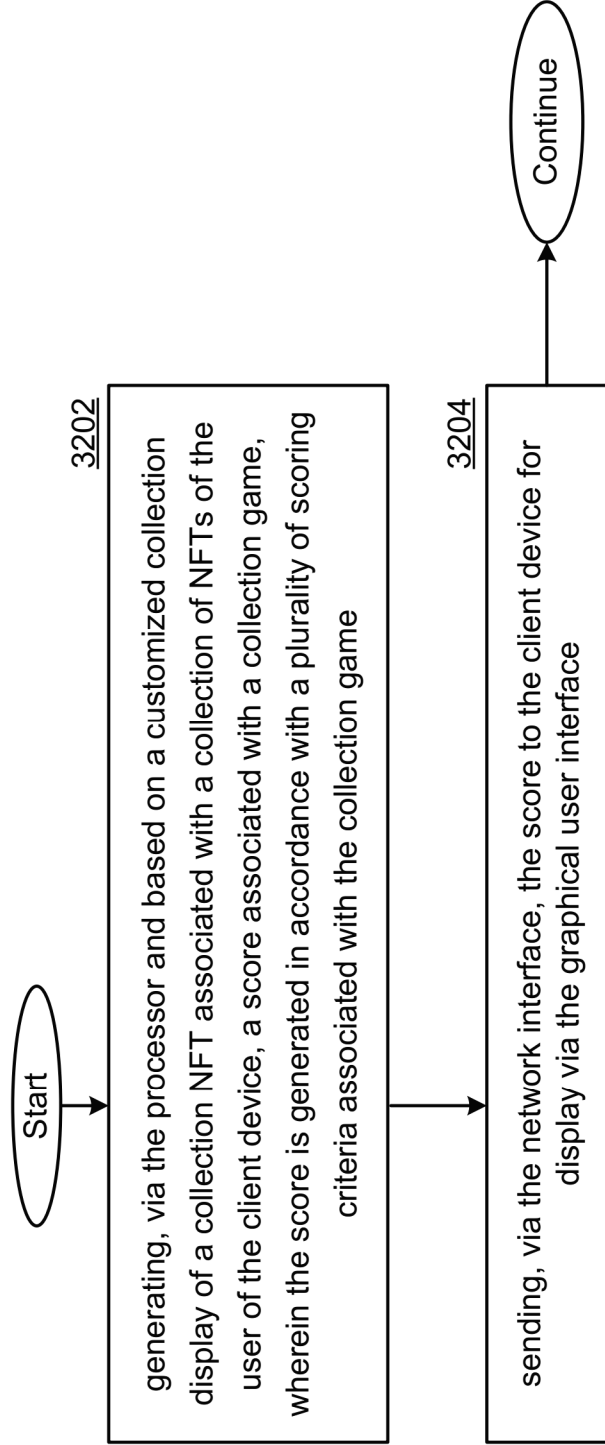 Start
3202
generating, via the processor and based on a customized collection
display of a collection NFT associated with a collection of NFTs of the
user of the client device, a score associated with a collection game,
wherein the score is generated in accordance with a plurality of scoring
criteria associated with the collection game
3204
sending, via the network interface, the score to the client device for
display via the graphical user interface
Continue